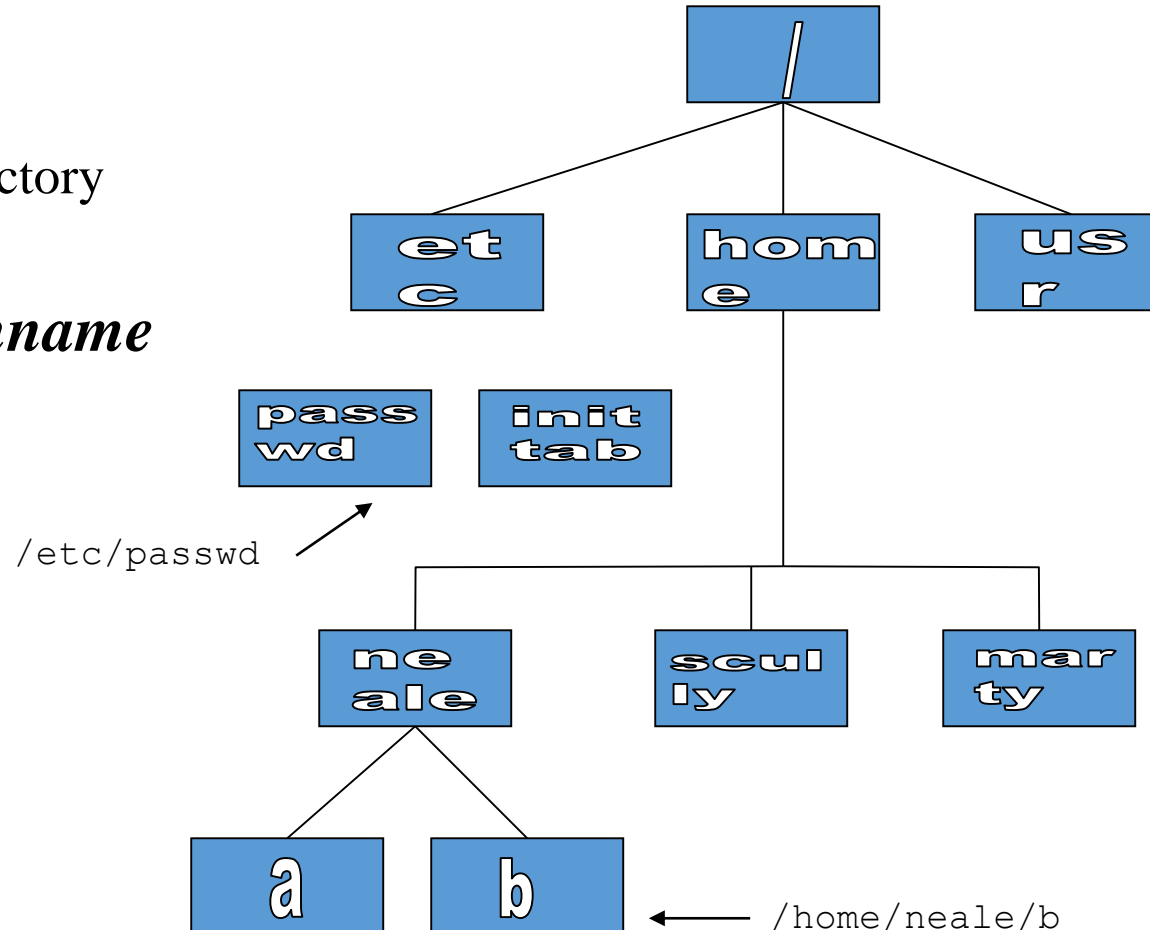 /
ctory
et
c
hom
e
us
r
name
pass
wd
init
tab
/etc/passwd
ne
ale
scul
ly
mar
ty
a
b
/home/neale/b